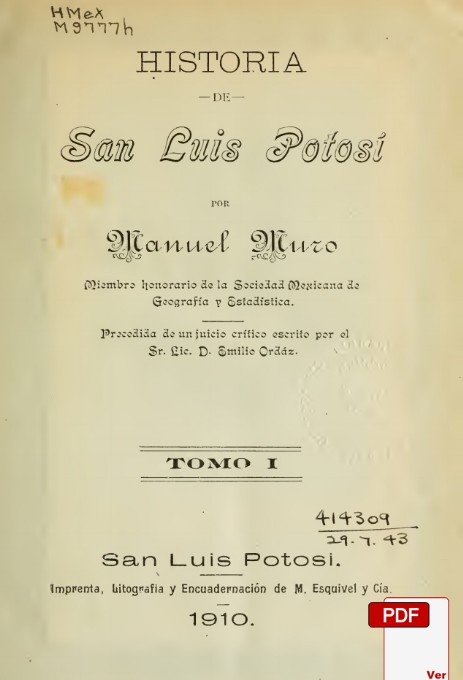 HMex
M9777h
HISTORIA
—DE—
San Luis Potosí
POR
Manuel Muro
Miembro honorario de la Sociedad Mexicana de
Geografía y Estadística.
Precedida de un juicio crítico escrito por el
Sr. Lic. D. Emilio Ordáz.
TOMO I
414309
29. 7. 43
San Luis Potosi.
Imprenta, Litografia y Encuadernación de M. Esquivel y Cía.
1910.
PDF
Ver